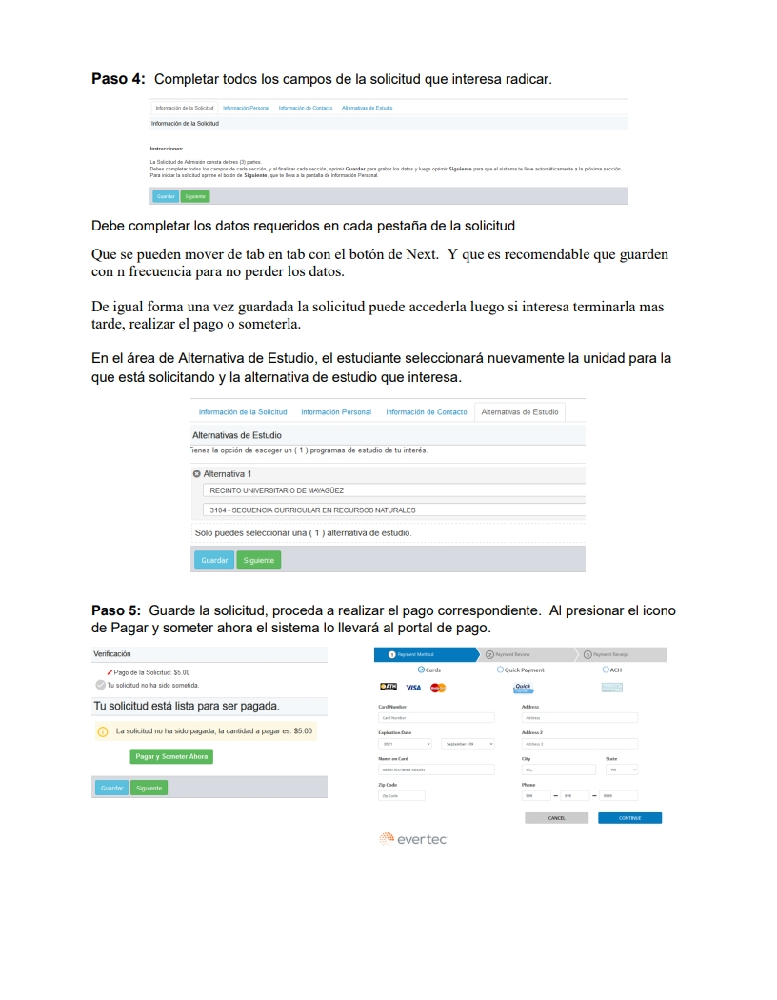 Paso 4: Completar todos los campos de la solicitud que interesa radicar.
Información de la Solicitud Información Personal Información de Contacto Alternativas de Estudio
Información de la Solicitud
Instrucciones:
La Solicitud de Admisión consta de tres (3) partes.
Debes completar todos los campos de cada sección, y al finalizar cada sección, oprimir Guardar para grabar los datos y luego oprimir Siguiente para que el sistema te lleve automáticamente a la próxima sección.
Para iniciar la solicitud oprime el botón de Siguiente, que te lleva a la pantalla de Información Personal.
Guardar Siguiente
Debe completar los datos requeridos en cada pestaña de la solicitud
Que se pueden mover de tab en tab con el botón de Next. Y que es recomendable que guarden
con n frecuencia para no perder los datos.
De igual forma una vez guardada la solicitud puede accederla luego si interesa terminarla mas
tarde, realizar el pago o someterla.
En el área de Alternativa de Estudio, el estudiante seleccionará nuevamente la unidad para la
que está solicitando y la alternativa de estudio que interesa.
Información de la Solicitud Información Personal Información de Contacto Alternativas de Estudio
Alternativas de Estudio
Tienes la opción de escoger un ( 1 ) programas de estudio de tu interés.
Alternativa 1
RECINTO UNIVERSITARIO DE MAYAGÜEZ
3104 - SECUENCIA CURRICULAR EN RECURSOS NATURALES
Sólo puedes seleccionar una ( 1 ) alternativa de estudio.
Guardar Siguiente
Paso 5: Guarde la solicitud, proceda a realizar el pago correspondiente. Al presionar el icono
de Pagar y someter ahora el sistema lo llevará al portal de pago.
Verificación
Pago de la Solicitud: $5.00
Tu solicitud no ha sido sometida.
Tu solicitud está lista para ser pagada.
La solicitud no ha sido pagada, la cantidad a pagar es: $5.00
Pagar y Someter Ahora
Guardar Siguiente
1 Payment Method 2 Payment Review 3 Payment Receipt
Cards Quick Payment ACH
ATH VISA Quick
Card Number Address
Card Number Address
Expiration Date Address 2
2021 September - 09 Address 2
Name on Card City State
City PR
Zip Code Phone
Zip Code 999 – 999 – 9999
CANCEL CONTINUE
evertec